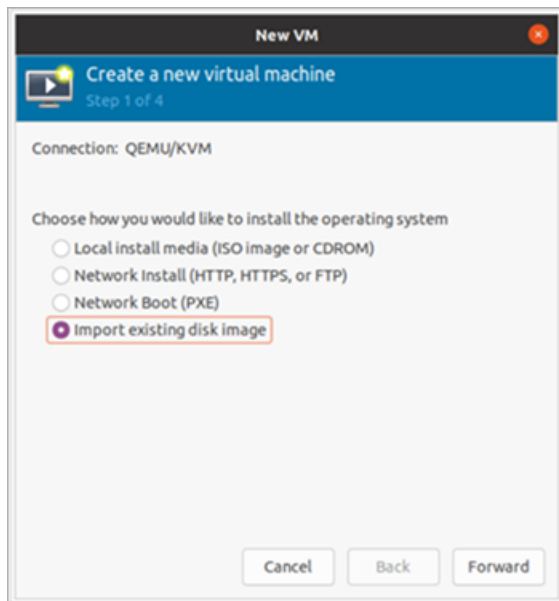 New VM
Create a new virtual machine
Step 1 of 4
Connection: QEMU/KVM
Choose how you would like to install the operating system
Local install media (ISO image or CDROM)
Network Install (HTTP, HTTPS, or FTP)
Network Boot (PXE)
Import existing disk image
Cancel Back Forward